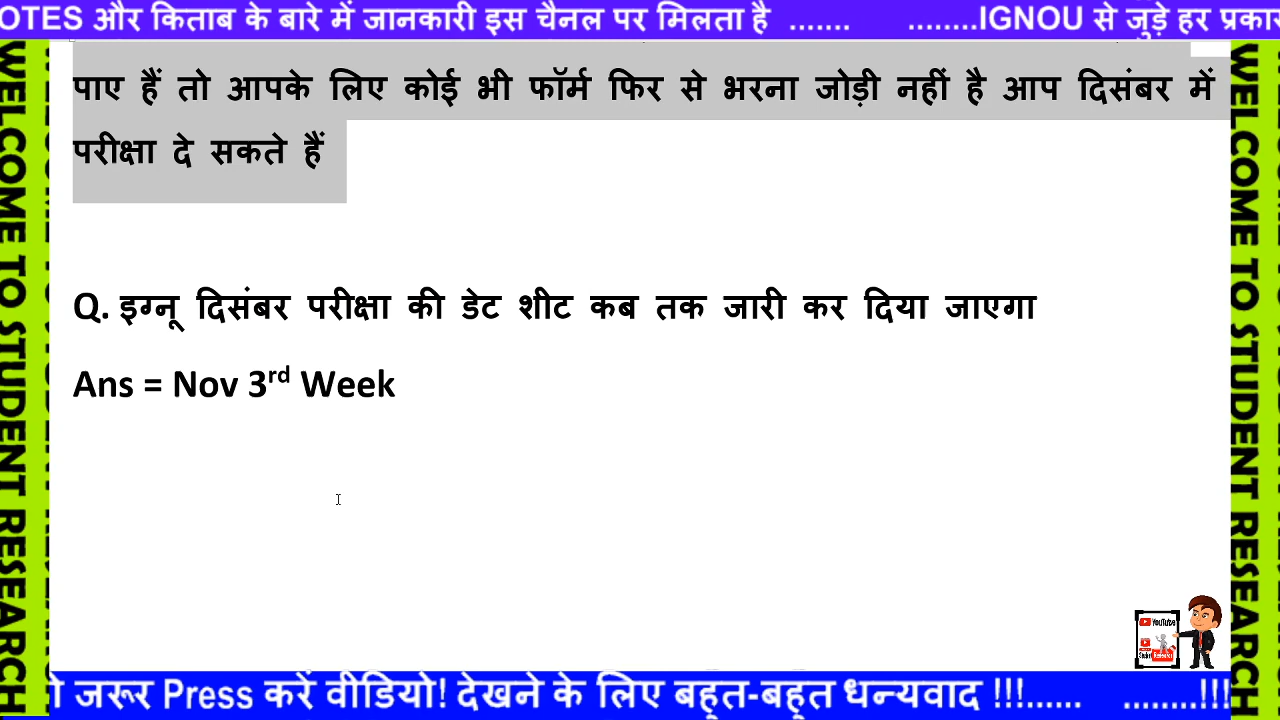 OTES और किताब के बारे में जानकारी इस चैनल पर मिलता है ....... ........IGNOU से जुड़े हर प्रकार
पाए हैं तो आपके लिए कोई भी फॉर्म फिर से भरना जोड़ी नहीं है आप दिसंबर में
परीक्षा दे सकते हैं
Q. इग्नू दिसंबर परीक्षा की डेट शीट कब तक जारी कर दिया जाएगा
Ans = Nov 3rd Week
WELCOME TO STUDENT RESEARCH
WELCOME TO STUDENT RESEARCH
YouTube
जरूर Press करें वीडियो! देखने के लिए बहुत-बहुत धन्यवाद !!!...... ........!!!